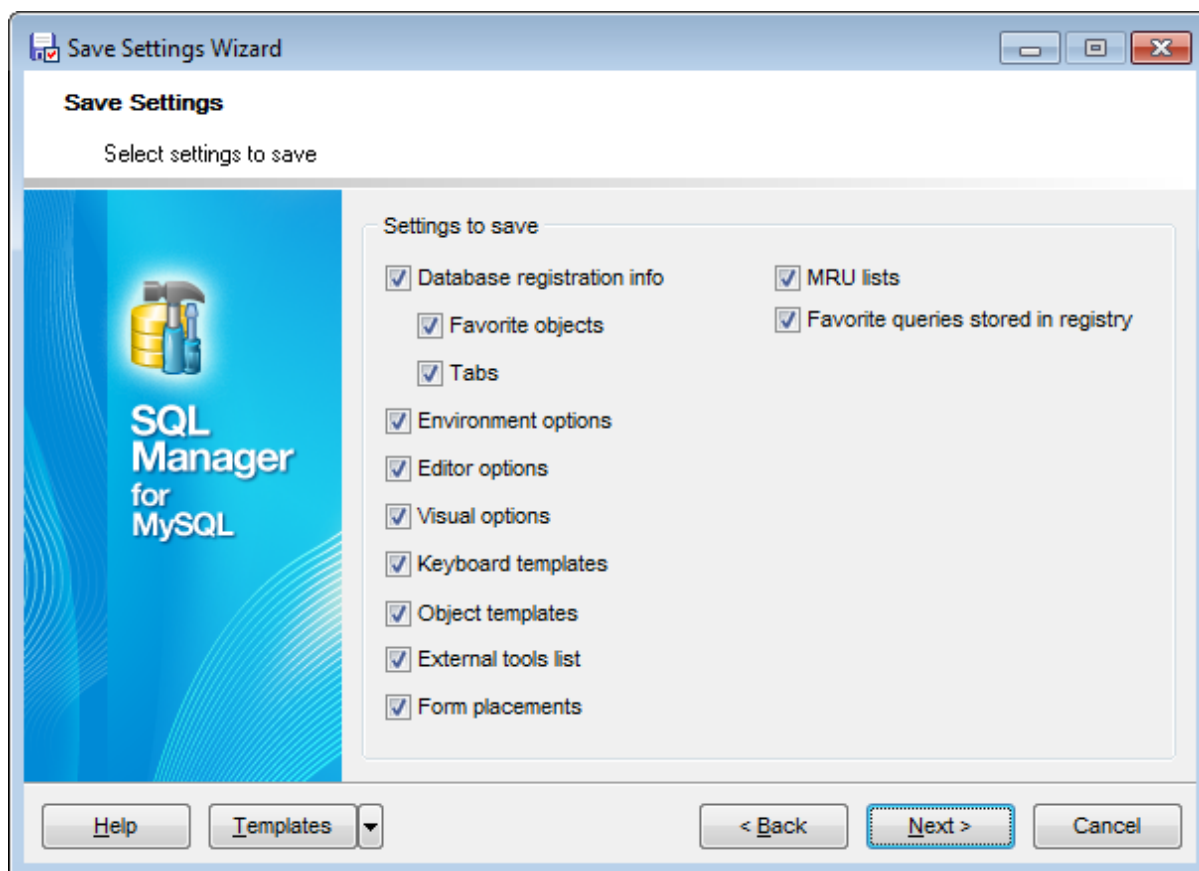 Save Settings Wizard
Save Settings
Select settings to save
SQL
Manager
for
MySQL
Settings to save
Database registration info
Favorite objects
Tabs
Environment options
Editor options
Visual options
Keyboard templates
Object templates
External tools list
Form placements
MRU lists
Favorite queries stored in registry
Help
Templates
< Back
Next >
Cancel